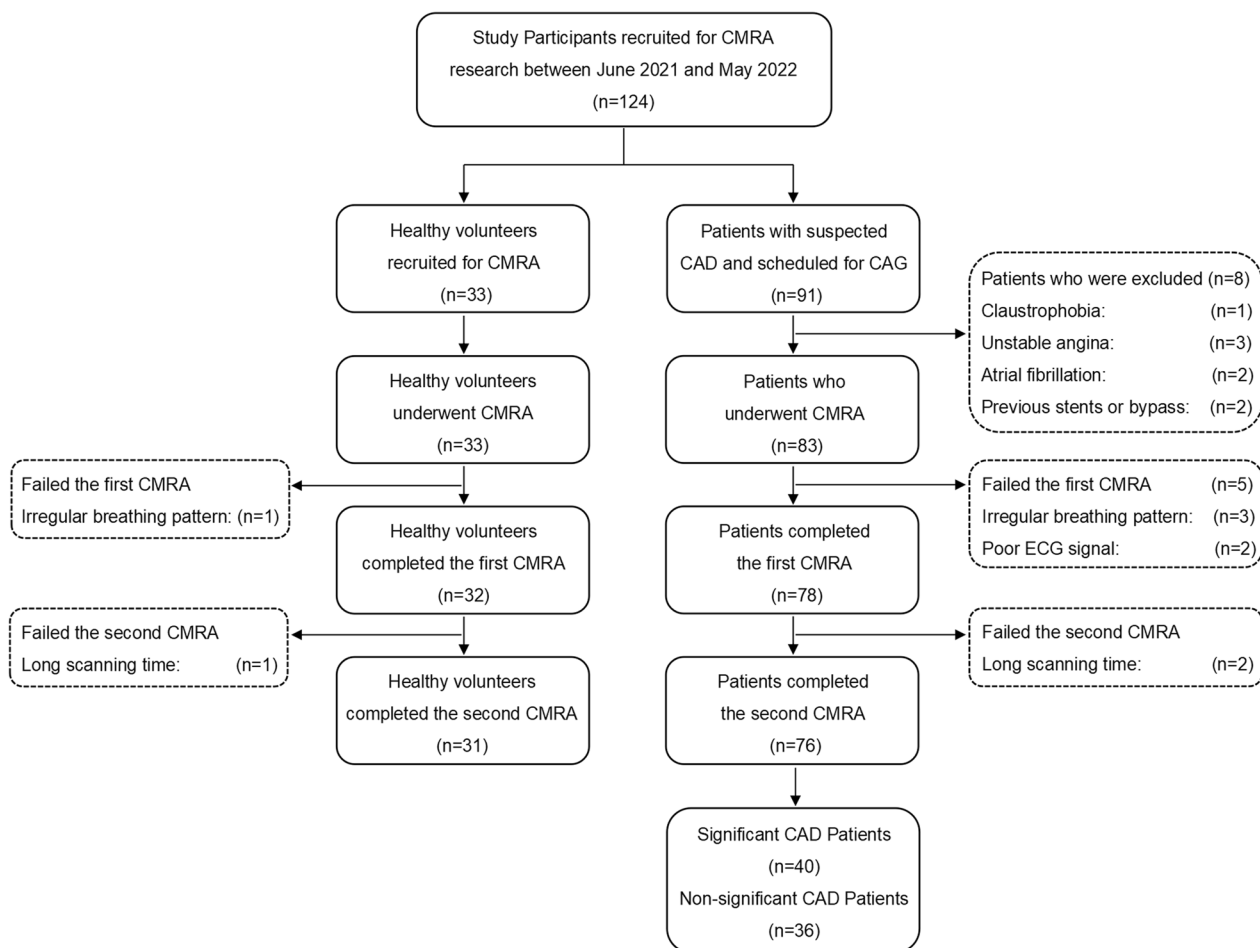 Study Participants recruited for CMRA
research between June 2021 and May 2022
(n=124)
Healthy volunteers
recruited for CMRA
(n=33)
Patients with suspected
CAD and scheduled for CAG
(n=91)
Patients who were excluded (n=8)
Claustrophobia: (n=1)
Unstable angina: (n=3)
Atrial fibrillation: (n=2)
Previous stents or bypass: (n=2)
Healthy volunteers
underwent CMRA
(n=33)
Patients who
underwent CMRA
(n=83)
Failed the first CMRA
Irregular breathing pattern: (n=1)
Failed the first CMRA (n=5)
Irregular breathing pattern: (n=3)
Poor ECG signal: (n=2)
Healthy volunteers
completed the first CMRA
(n=32)
Patients completed
the first CMRA
(n=78)
Failed the second CMRA
Long scanning time: (n=1)
Failed the second CMRA
Long scanning time: (n=2)
Healthy volunteers
completed the second CMRA
(n=31)
Patients completed
the second CMRA
(n=76)
Significant CAD Patients
(n=40)
Non-significant CAD Patients
(n=36)